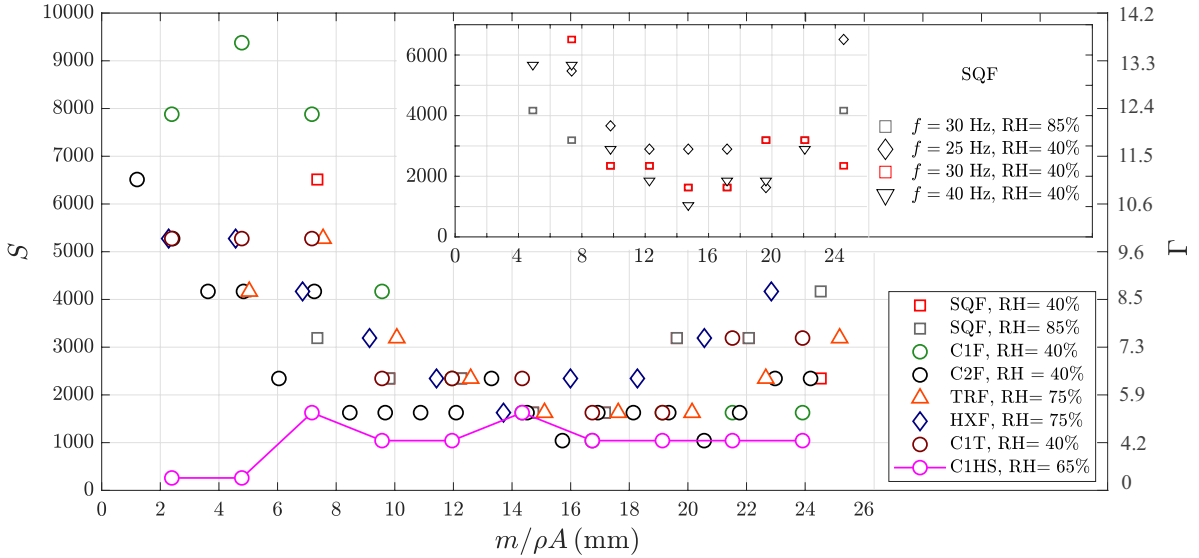 10000
9000
8000
7000
6000
5000
4000
3000
2000
1000
0
S
0 2 4 6 8 10 12 14 16 18 20 22 24 26
m/ρA (mm)
14.2
13.3
12.4
11.5
10.6
9.6
8.5
7.3
5.9
4.2
0
Γ
6000
4000
2000
0
0 4 8 12 16 20 24
SQF
f = 30 Hz, RH= 85%
f = 25 Hz, RH= 40%
f = 30 Hz, RH= 40%
f = 40 Hz, RH= 40%
SQF, RH= 40%
SQF, RH= 85%
C1F, RH= 40%
C2F, RH = 40%
TRF, RH= 75%
HXF, RH= 75%
C1T, RH= 40%
C1HS, RH= 65%